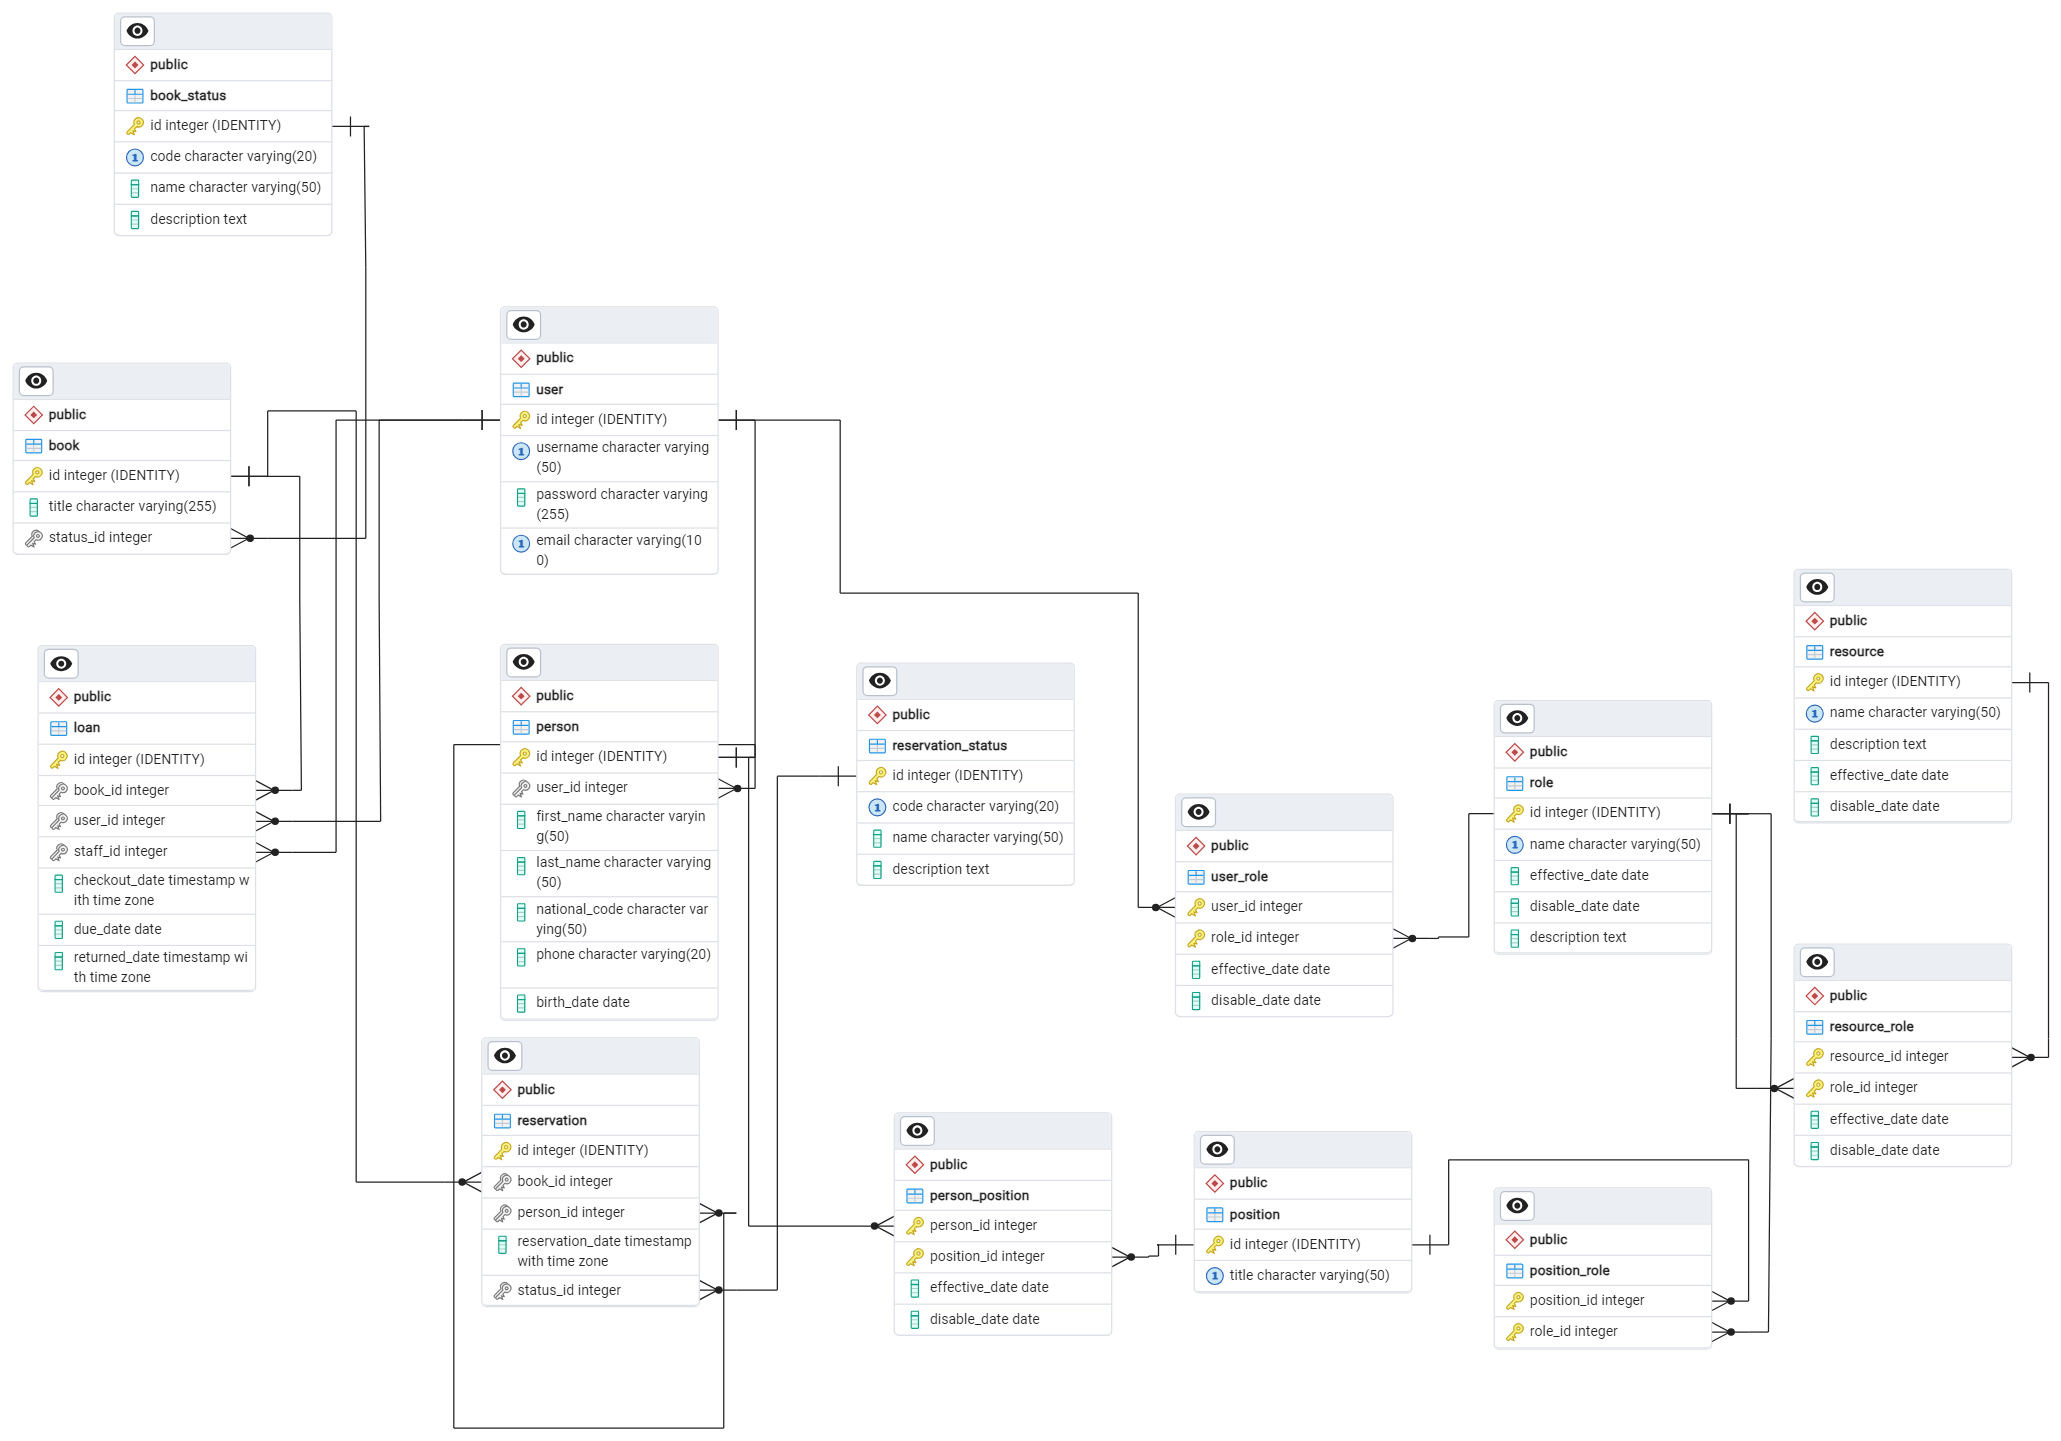 public
book_status
id integer (IDENTITY)
code character varying(20)
name character varying(50)
description text
public
book
id integer (IDENTITY)
title character varying(255)
status_id integer
public
loan
id integer (IDENTITY)
book_id integer
user_id integer
staff_id integer
checkout_date timestamp w
ith time zone
due_date date
returned_date timestamp wi
th time zone
public
user
id integer (IDENTITY)
username character varying
(50)
password character varying
(255)
email character varying(10
0)
public
person
id integer (IDENTITY)
user_id integer
first_name character varyin
g(50)
last_name character varying
(50)
national_code character var
ying(50)
phone character varying(20)
birth_date date
public
reservation
id integer (IDENTITY)
book_id integer
person_id integer
reservation_date timestamp
with time zone
status_id integer
public
reservation_status
id integer (IDENTITY)
code character varying(20)
name character varying(50)
description text
public
person_position
person_id integer
position_id integer
effective_date date
disable_date date
public
user_role
user_id integer
role_id integer
effective_date date
disable_date date
public
position
id integer (IDENTITY)
title character varying(50)
public
role
id integer (IDENTITY)
name character varying(50)
effective_date date
disable_date date
description text
public
position_role
position_id integer
role_id integer
public
resource
id integer (IDENTITY)
name character varying(50)
description text
effective_date date
disable_date date
public
resource_role
resource_id integer
role_id integer
effective_date date
disable_date date